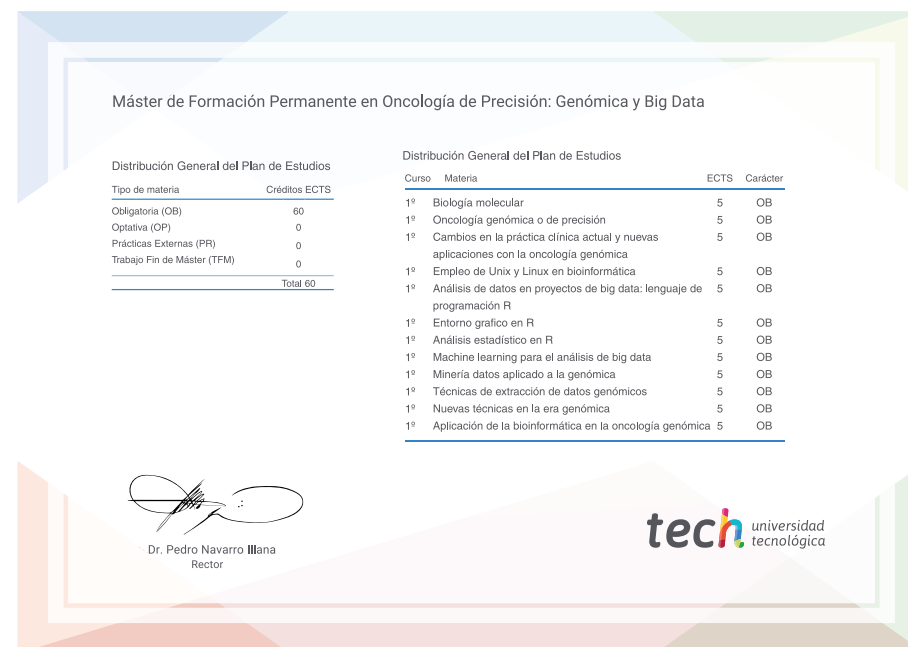 Máster de Formación Permanente en Oncología de Precisión: Genómica y Big Data
Distribución General del Plan de Estudios
Tipo de materia Créditos ECTS
Obligatoria (OB) 60
Optativa (OP) 0
Prácticas Externas (PR) 0
Trabajo Fin de Máster (TFM) 0
Total 60
Distribución General del Plan de Estudios
Curso Materia ECTS Carácter
1º Biología molecular 5 OB
1º Oncología genómica o de precisión 5 OB
1º Cambios en la práctica clínica actual y nuevas 5 OB
aplicaciones con la oncología genómica
1º Empleo de Unix y Linux en bioinformática 5 OB
1º Análisis de datos en proyectos de big data: lenguaje de 5 OB
programación R
1º Entorno grafico en R 5 OB
1º Análisis estadístico en R 5 OB
1º Machine learning para el análisis de big data 5 OB
1º Minería datos aplicado a la genómica 5 OB
1º Técnicas de extracción de datos genómicos 5 OB
1º Nuevas técnicas en la era genómica 5 OB
1º Aplicación de la bioinformática en la oncología genómica 5 OB
Dr. Pedro Navarro Illana
Rector
tech universidad
tecnológica